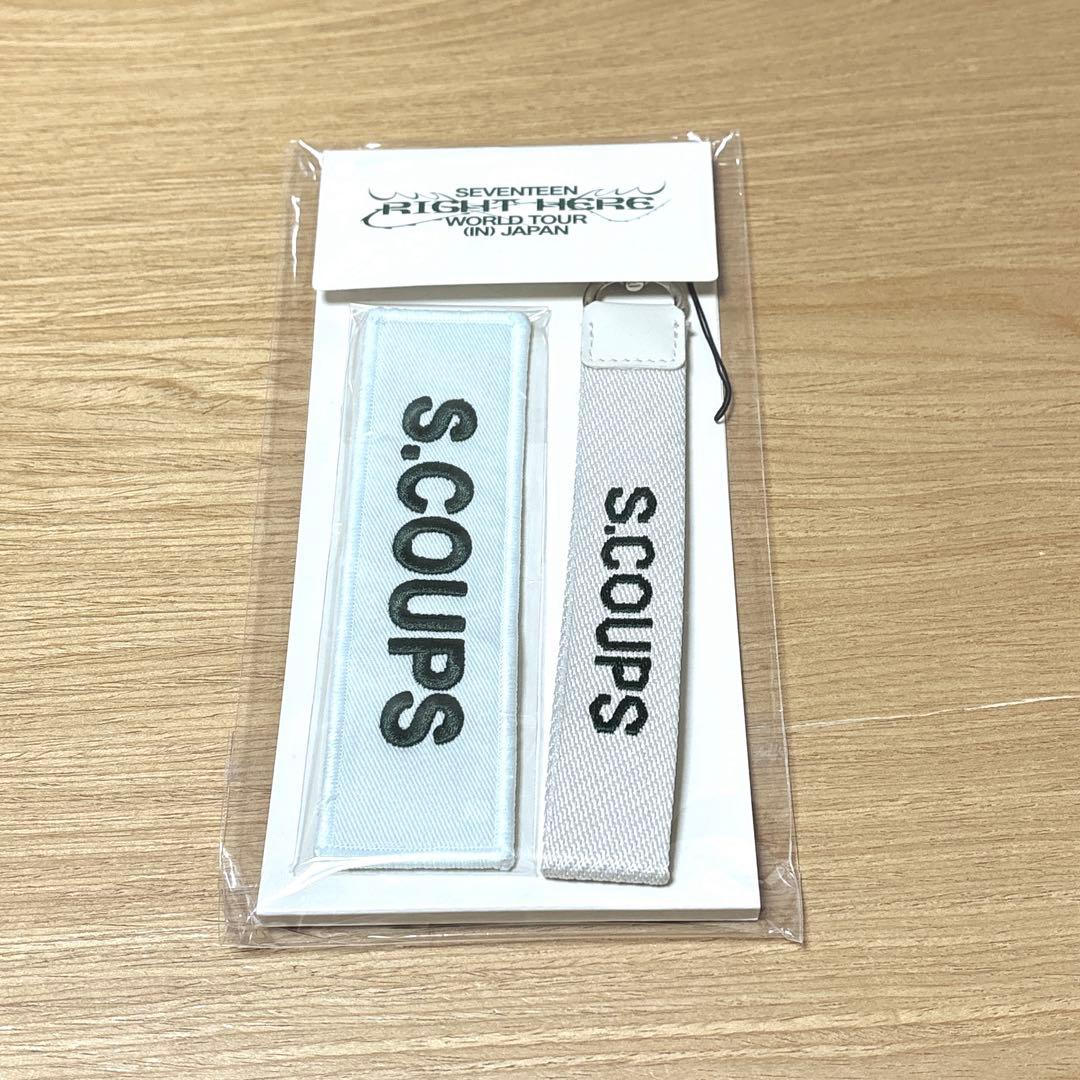 SEVENTEEN
RIGHT HERE
WORLD TOUR
(IN) JAPAN
S.COUPS
S.COUPS